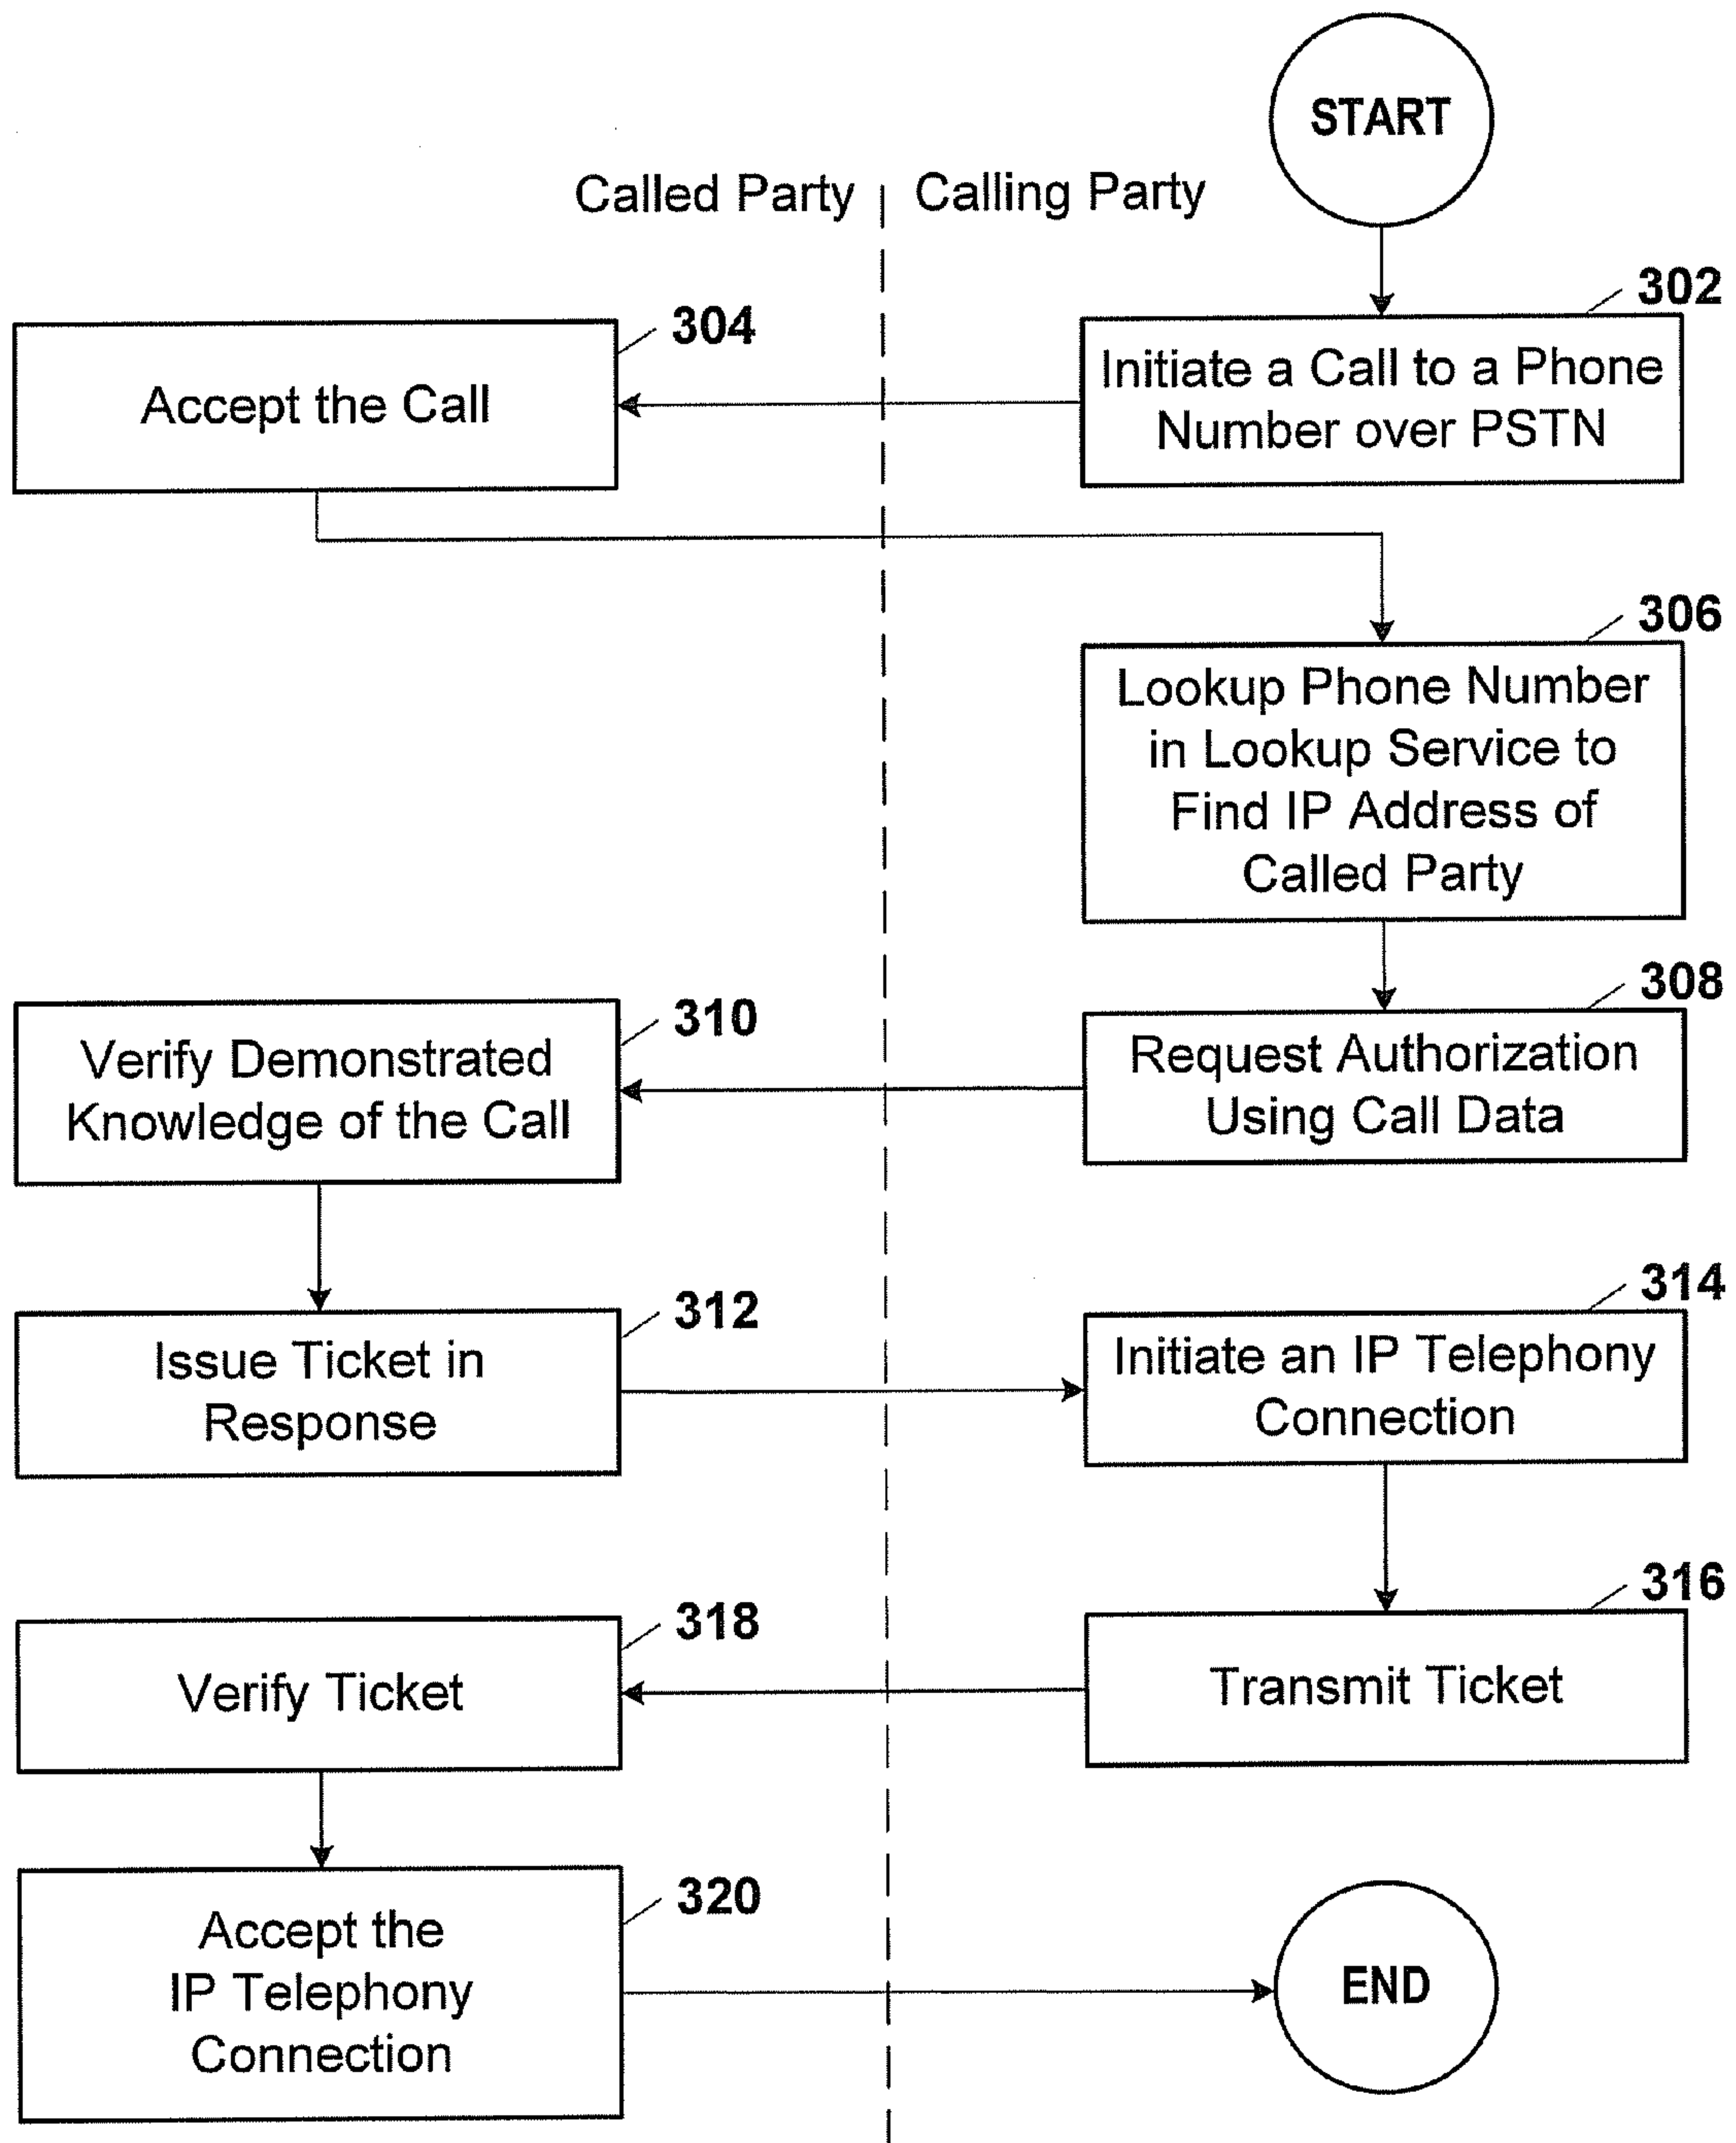 START
Called Party
Calling Party
302
Initiate a Call to a Phone
Number over PSTN
304
Accept the Call
306
Lookup Phone Number
in Lookup Service to
Find IP Address of
Called Party
308
Request Authorization
Using Call Data
310
Verify Demonstrated
Knowledge of the Call
312
Issue Ticket in
Response
314
Initiate an IP Telephony
Connection
316
Transmit Ticket
318
Verify Ticket
320
Accept the
IP Telephony
Connection
END